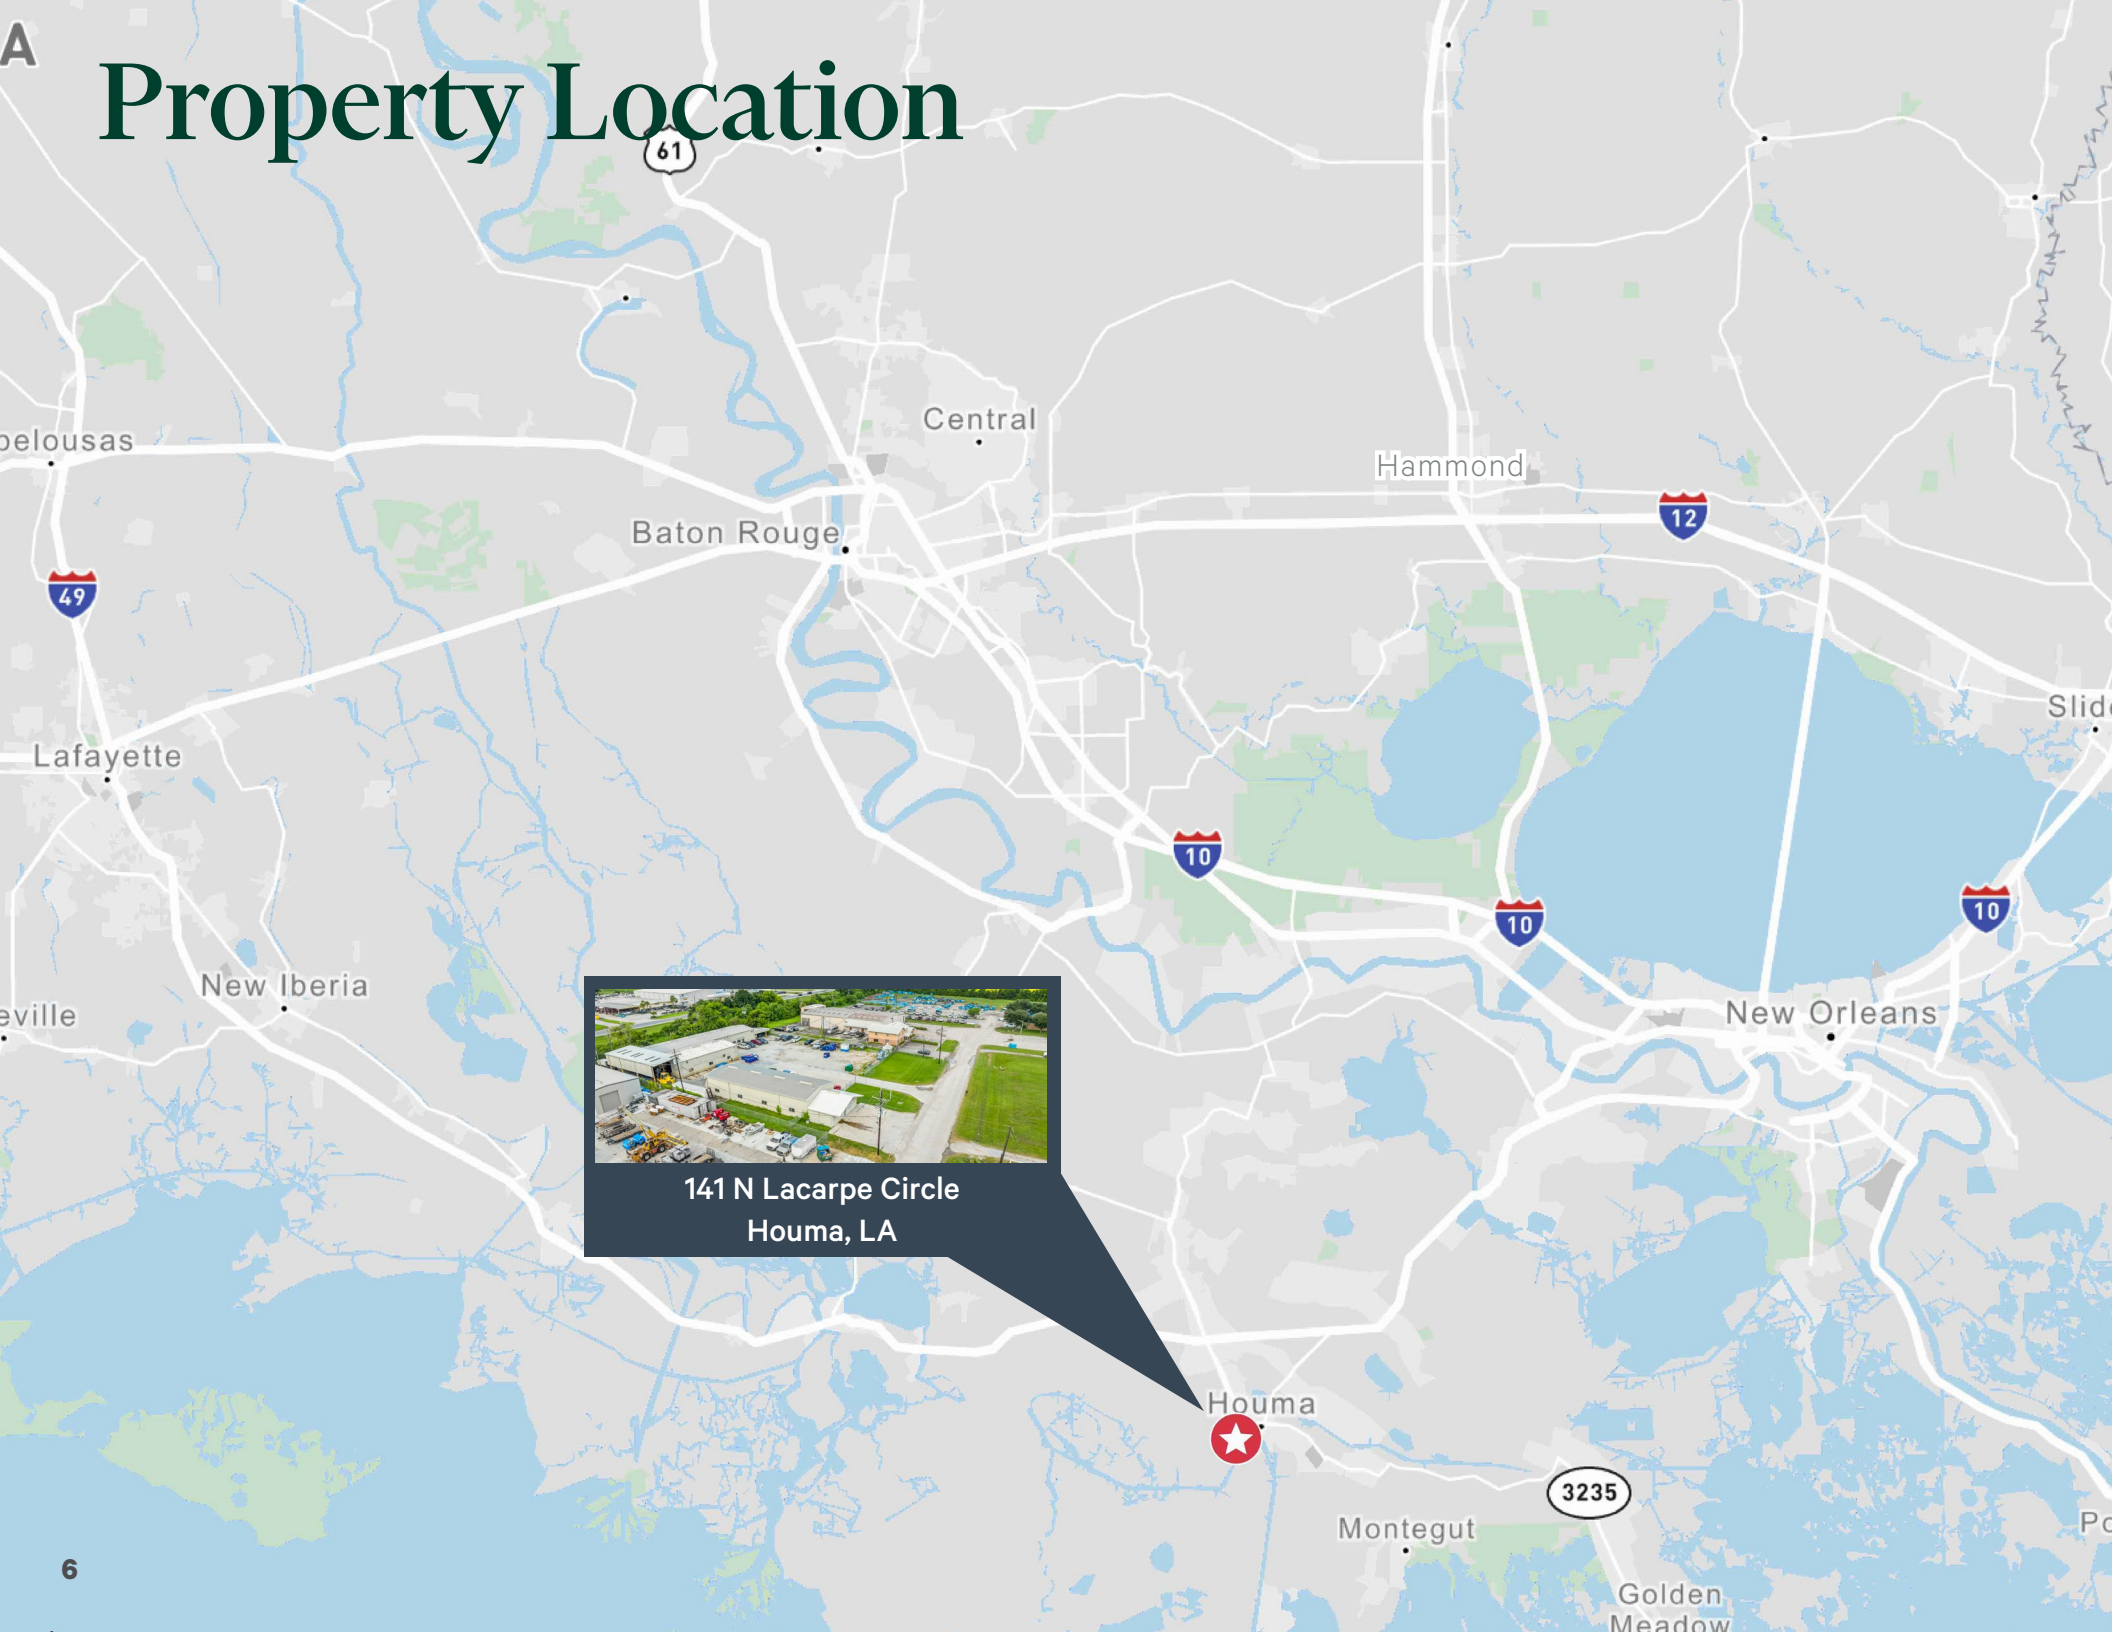 A
Property Location
61
Central
pelousas
Hammond
12
Baton Rouge
49
Slid
Lafayette
10
10
10
New Iberia
eville
New Orleans
141 N Lacarpe Circle
Houma, LA
Houma
3235
Montegut
Po
6
Golden
Meadow